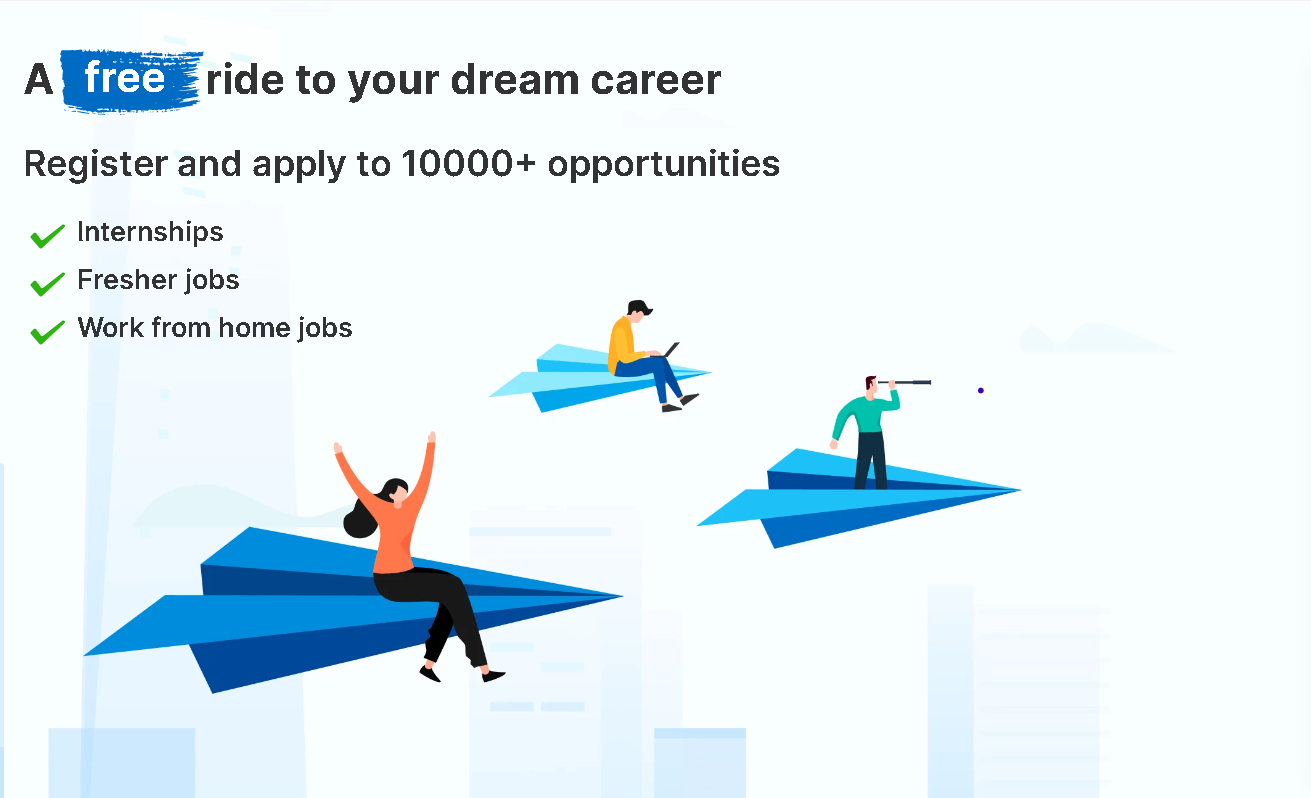 A free ride to your dream career
Register and apply to 10000+ opportunities
Internships
Fresher jobs
Work from home jobs